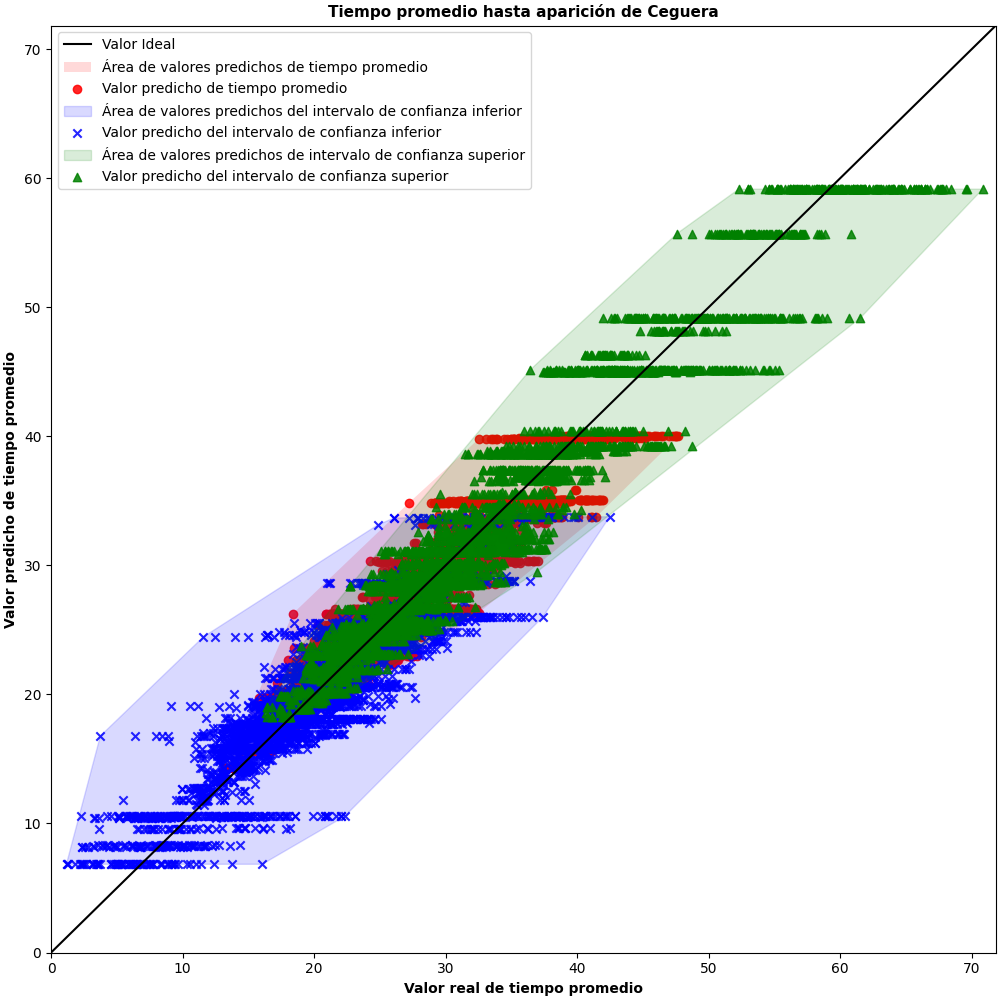 Tiempo promedio hasta aparición de Ceguera
Valor Ideal
Área de valores predichos de tiempo promedio
Valor predicho de tiempo promedio
Área de valores predichos del intervalo de confianza inferior
Valor predicho del intervalo de confianza inferior
Área de valores predichos de intervalo de confianza superior
Valor predicho del intervalo de confianza superior
Valor predicho de tiempo promedio
70
60
50
40
30
20
10
0
0 10 20 30 40 50 60 70
Valor real de tiempo promedio